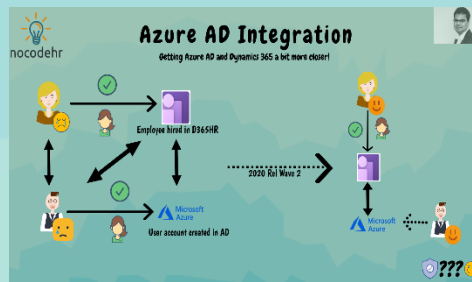 nocodehr
Azure AD Integration
Getting Azure AD and Dynamics 365 a bit more closer!
Employee hired in D365HR
2020 Rel Wave 2
Microsoft
Azure
User account created in AD
Microsoft
Azure
???